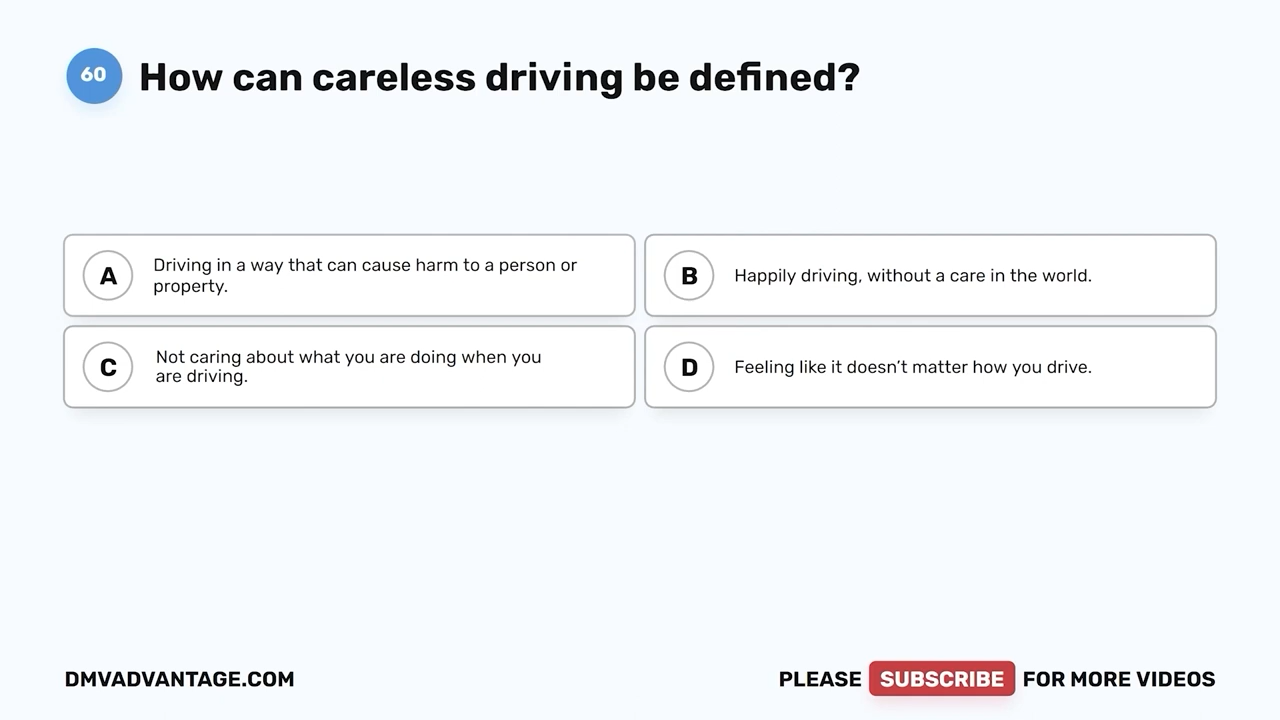 60
How can careless driving be defined?
A
Driving in a way that can cause harm to a person or
property.
B
Happily driving, without a care in the world.
C
Not caring about what you are doing when you
are driving.
D
Feeling like it doesn’t matter how you drive.
DMVADVANTAGE.COM
PLEASE SUBSCRIBE FOR MORE VIDEOS